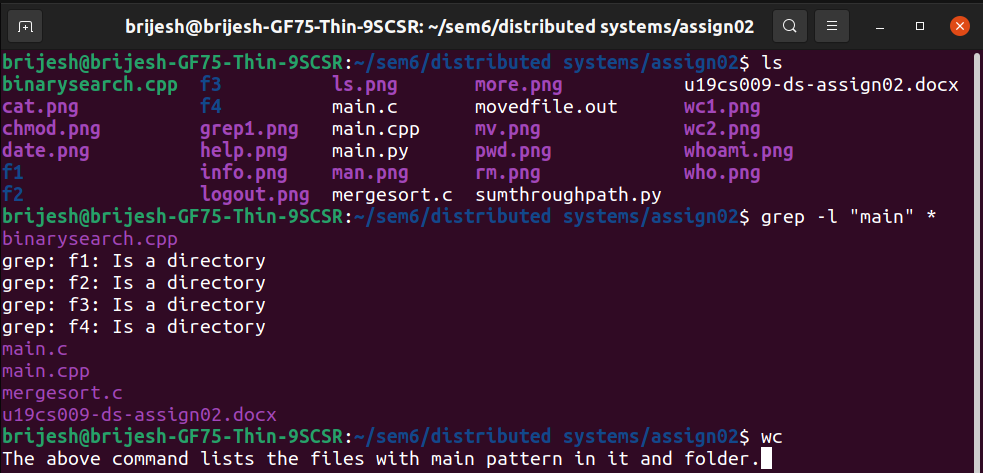 brijesh@brijesh-GF75-Thin-9SCSR: ~/sem6/distributed systems/assign02
brijesh@brijesh-GF75-Thin-9SCSR:~/sem6/distributed systems/assign02$ ls
binarysearch.cpp f3 ls.png more.png u19cs009-ds-assign02.docx
cat.png f4 main.c movedfile.out wc1.png
chmod.png grep1.png main.cpp mv.png wc2.png
date.png help.png main.py pwd.png whoami.png
f1 info.png man.png rm.png who.png
f2 logout.png mergesort.c sumthroughpath.py
brijesh@brijesh-GF75-Thin-9SCSR:~/sem6/distributed systems/assign02$ grep -l "main" *
binarysearch.cpp
grep: f1: Is a directory
grep: f2: Is a directory
grep: f3: Is a directory
grep: f4: Is a directory
main.c
main.cpp
mergesort.c
u19cs009-ds-assign02.docx
brijesh@brijesh-GF75-Thin-9SCSR:~/sem6/distributed systems/assign02$ wc
The above command lists the files with main pattern in it and folder.